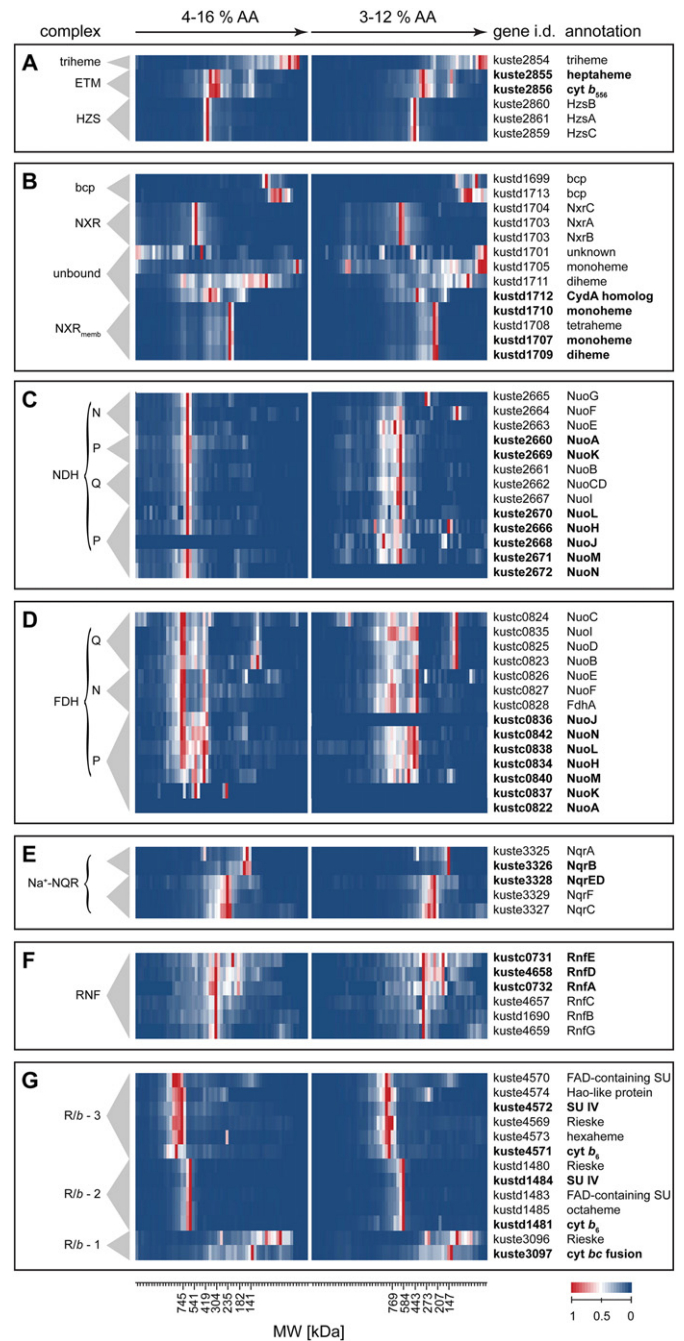 complex 4-16 % AA 3-12 % AA gene i.d. annotation
A
triheme kuste2854 triheme
ETM kuste2855 heptaheme
kuste2856 cyt b556
HZS kuste2860 HzsB
kuste2861 HzsA
kuste2859 HzsC
B
bcp kustd1699 bcp
kustd1713 bcp
NXR kustd1704 NxrC
kustd1703 NxrA
kustd1703 NxrB
unbound kustd1701 unknown
kustd1705 monoheme
kustd1711 diheme
kustd1712 CydA homolog
NXRmemb kustd1710 monoheme
kustd1708 tetraheme
kustd1707 monoheme
kustd1709 diheme
C
NDH
N kuste2665 NuoG
kuste2664 NuoF
kuste2663 NuoE
P kuste2660 NuoA
kuste2669 NuoK
Q kuste2661 NuoB
kuste2662 NuoCD
kuste2667 NuoI
P kuste2670 NuoL
kuste2666 NuoH
kuste2668 NuoJ
kuste2671 NuoM
kuste2672 NuoN
D
FDH
Q kustc0824 NuoC
kustc0835 NuoI
kustc0825 NuoD
kustc0823 NuoB
N kustc0826 NuoE
kustc0827 NuoF
kustc0828 FdhA
P kustc0836 NuoJ
kustc0842 NuoN
kustc0838 NuoL
kustc0834 NuoH
kustc0840 NuoM
kustc0837 NuoK
kustc0822 NuoA
E
Na+-NQR kuste3325 NqrA
kuste3326 NqrB
kuste3328 NqrED
kuste3329 NqrF
kuste3327 NqrC
F
RNF kustc0731 RnfE
kuste4658 RnfD
kustc0732 RnfA
kuste4657 RnfC
kustd1690 RnfB
kuste4659 RnfG
G
R/b - 3 kuste4570 FAD-containing SU
kuste4574 Hao-like protein
kuste4572 SU IV
kuste4569 Rieske
kuste4573 hexaheme
kuste4571 cyt b6
R/b - 2 kustd1480 Rieske
kustd1484 SU IV
kustd1483 FAD-containing SU
kustd1485 octaheme
kustd1481 cyt b6
R/b - 1 kuste3096 Rieske
kuste3097 cyt bc fusion
745 541 419 304 235 182 141 769 584 443 273 207 147
1 0.5 0
MW [kDa]